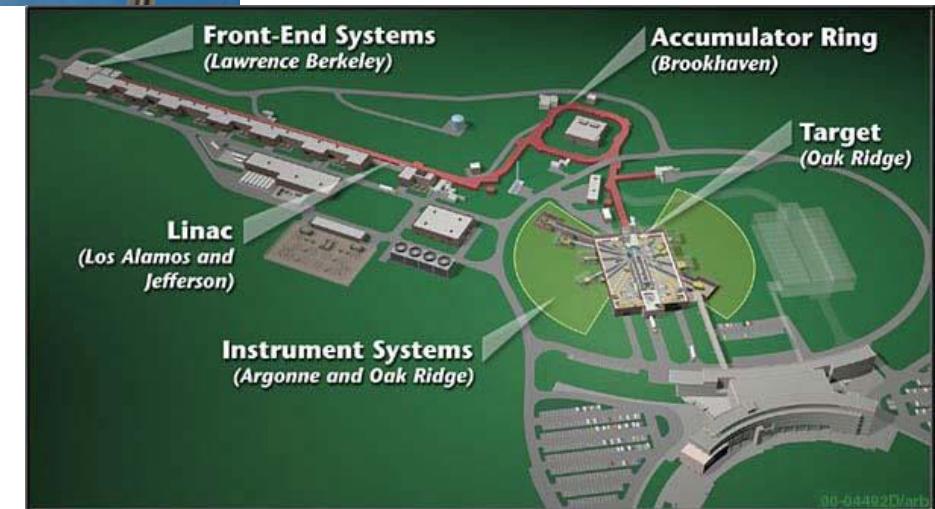 Front-End Systems
(Lawrence Berkeley)
Accumulator Ring
(Brookhaven)
Target
(Oak Ridge)
Linac
(Los Alamos and
Jefferson)
Instrument Systems
(Argonne and Oak Ridge)
00-04492D/arb